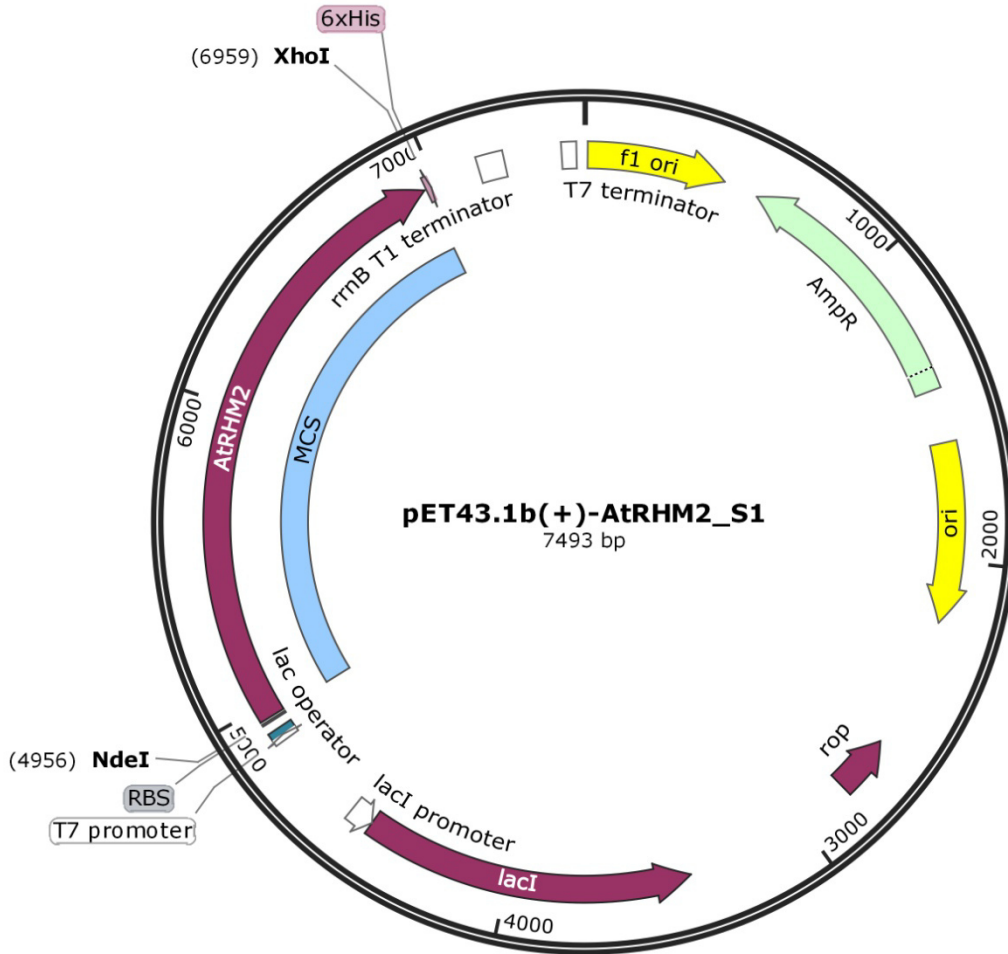 6xHis
(6959) XhoI
7000
f1 ori
T7 terminator
rrnB T1 terminator
1000
AmpR
AtRHM2
6000
MCS
pET43.1b(+)-AtRHM2_S1
7493 bp
ori
2000
lac operator
5000
(4956) NdeI
RBS
T7 promoter
rop
lacI promoter
3000
lacI
4000